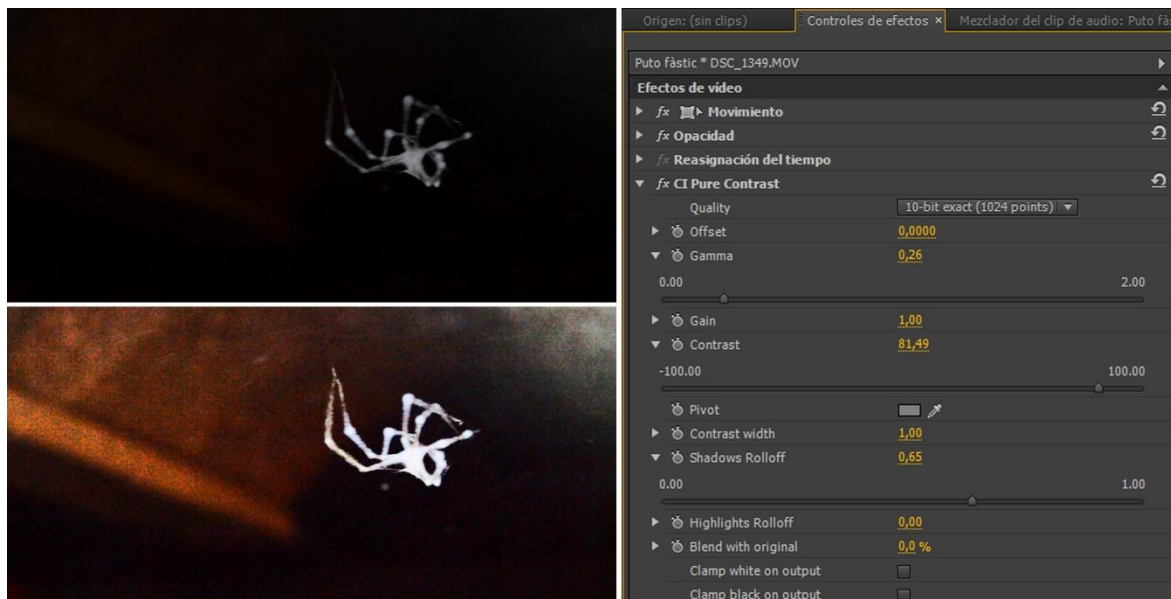 Origen: (sin clips) Controles de efectos × Mezclador del clip de audio: Puto fà
Puto fàstic * DSC_1349.MOV
Efectos de vídeo
fx Movimiento
fx Opacidad
fx Reasignación del tiempo
fx CI Pure Contrast
Quality 10-bit exact (1024 points)
Offset 0,0000
Gamma 0,26
0.00 2.00
Gain 1,00
Contrast 81,49
-100.00 100.00
Pivot
Contrast width 1,00
Shadows Rolloff 0,65
0.00 1.00
Highlights Rolloff 0,00
Blend with original 0,0 %
Clamp white on output
Clamp black on output